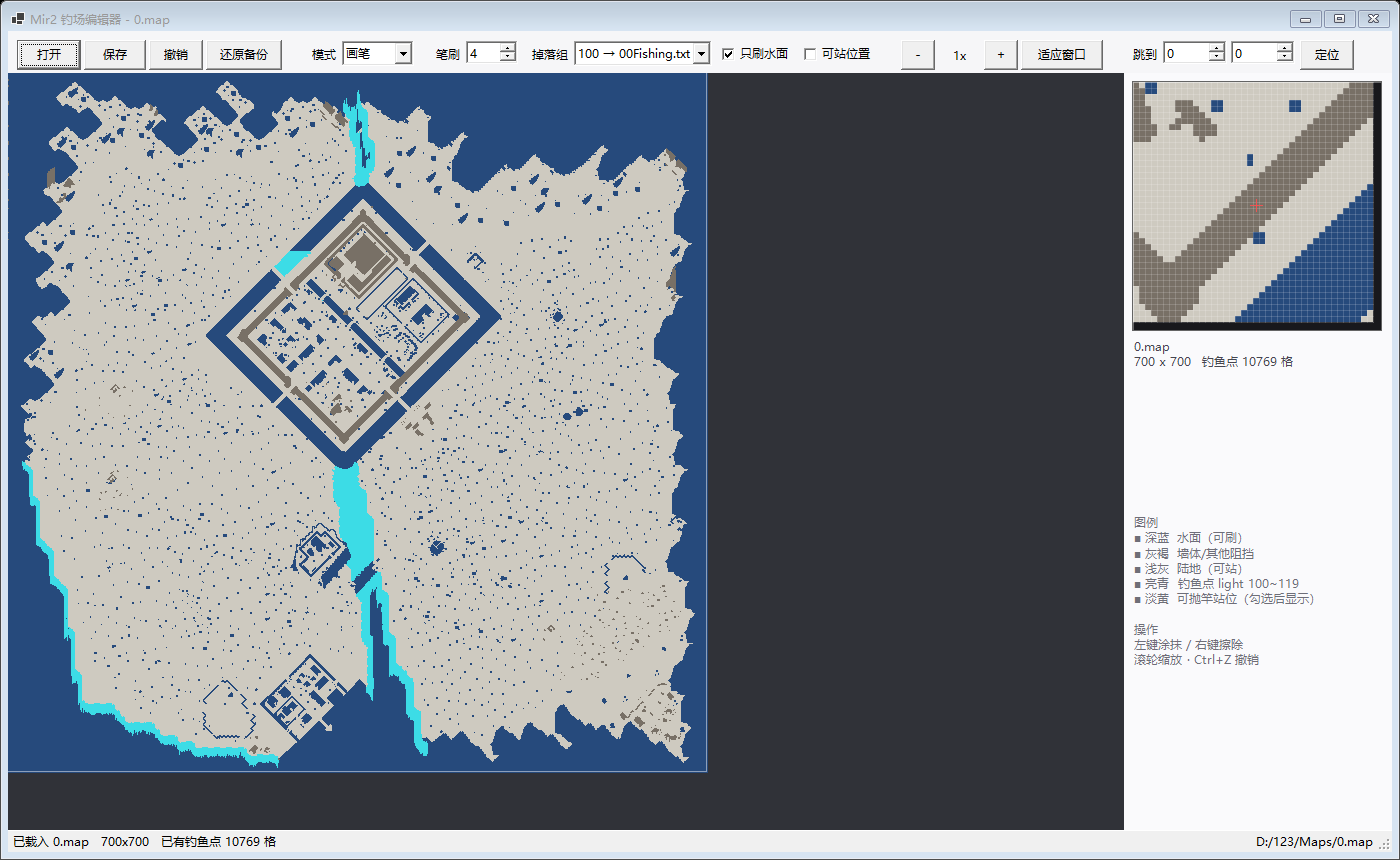 Mir2 钓场编辑器 - 0.map
打开 保存 撤销 还原备份 模式 画笔 笔刷 4 掉落组 100 → 00Fishing.txt 只刷水面 可站位置 - 1x + 适应窗口 跳到 0 0 定位
0.map
700 x 700 钓鱼点 10769 格
图例
■ 深蓝 水面（可刷）
■ 灰褐 墙体/其他阻挡
■ 浅灰 陆地（可站）
■ 亮青 钓鱼点 light 100~119
■ 淡黄 可抛竿站位（勾选后显示）
操作
左键涂抹 / 右键擦除
滚轮缩放 · Ctrl+Z 撤销
已载入 0.map 700x700 已有钓鱼点 10769 格 D:/123/Maps/0.map